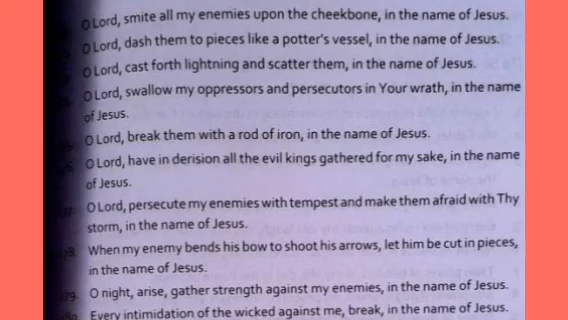 O Lord, smite all my enemies upon the cheekbone, in the name of Jesus.
O Lord, dash them to pieces like a potter's vessel, in the name of Jesus.
O Lord, cast forth lightning and scatter them, in the name of Jesus.
O Lord, swallow my oppressors and persecutors in Your wrath, in the name
of Jesus.
O Lord, break them with a rod of iron, in the name of Jesus.
O Lord, have in derision all the evil kings gathered for my sake, in the name
of Jesus.
O Lord, persecute my enemies with tempest and make them afraid with Thy
storm, in the name of Jesus.
When my enemy bends his bow to shoot his arrows, let him be cut in pieces,
in the name of Jesus.
O night, arise, gather strength against my enemies, in the name of Jesus.
Every intimidation of the wicked against me, break, in the name of Jesus.